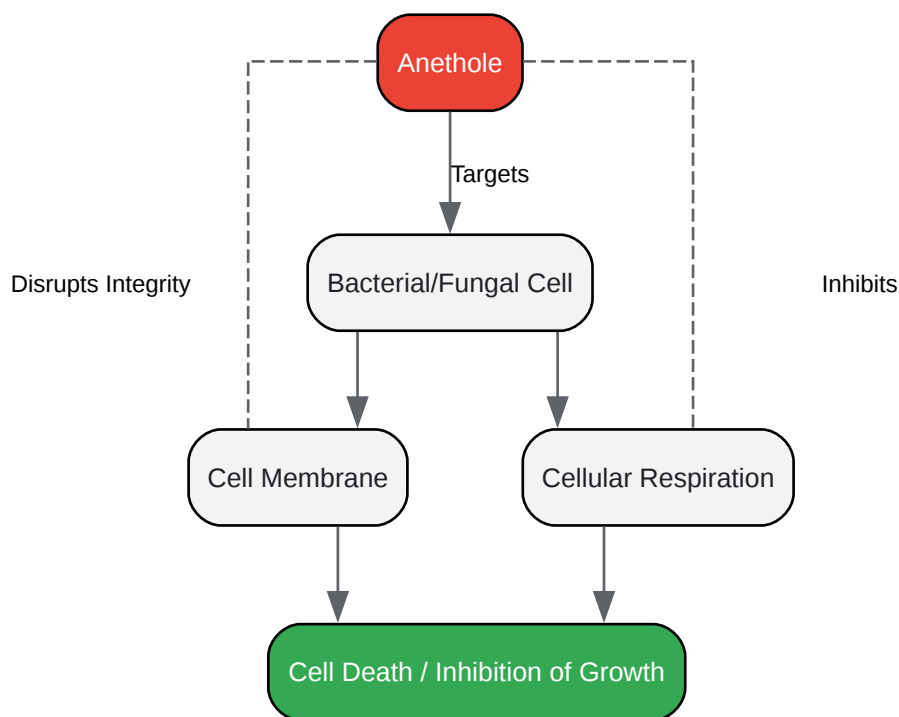 Anethole
Targets
Bacterial/Fungal Cell
Disrupts Integrity
Inhibits
Cell Membrane
Cellular Respiration
Cell Death / Inhibition of Growth